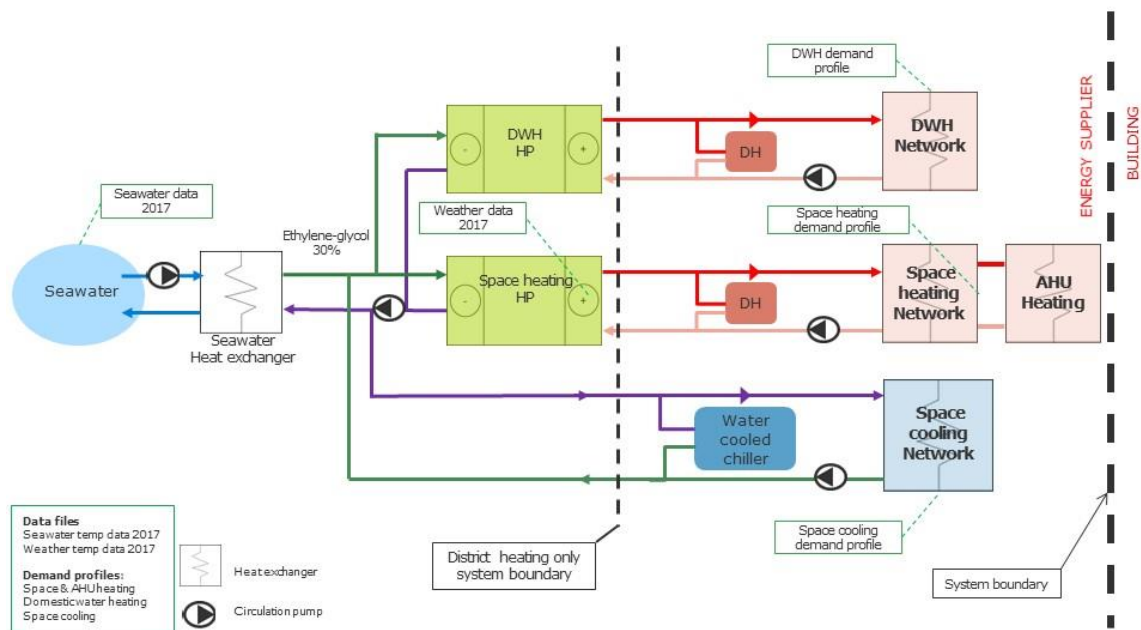 DWH demand
profile
ENERGY SUPPLIER
BUILDING
DWH
HP
-
+
DH
DWH
Network
Seawater data
2017
Ethylene-glycol
30%
Weather data
2017
Space heating
demand profile
Seawater
Seawater
Heat exchanger
Space heating
HP
-
+
DH
Space
heating
Network
AHU
Heating
Water
cooled
chiller
Space
cooling
Network
Space cooling
demand profile
District heating only
system boundary
System boundary
Data files
Seawater temp data 2017
Weather temp data 2017
Demand profiles:
Space & AHU heating
Domestic water heating
Space cooling
Heat exchanger
Circulation pump